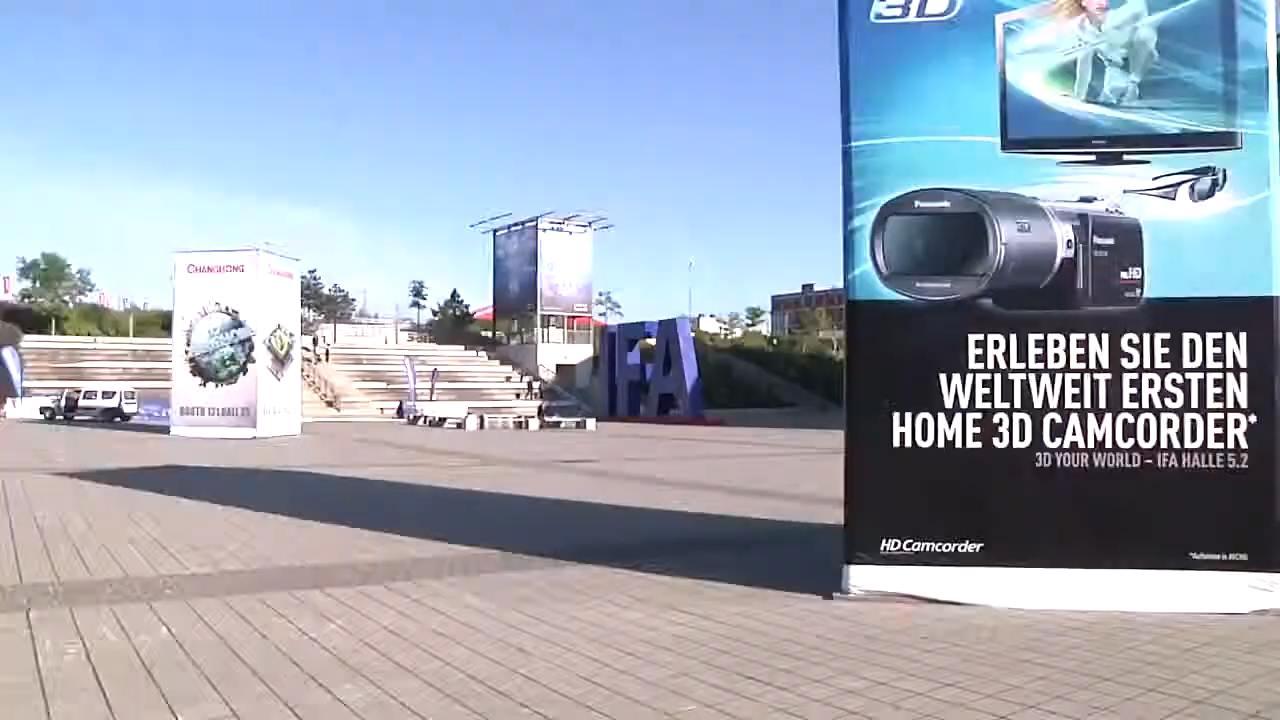 3D
Panasonic
Panasonic
ERLEBEN SIE DEN
WELTWEIT ERSTEN
HOME 3D CAMCORDER*
3D YOUR WORLD – IFA HALLE 5.2
HD Camcorder
CHANGHONG
IFA